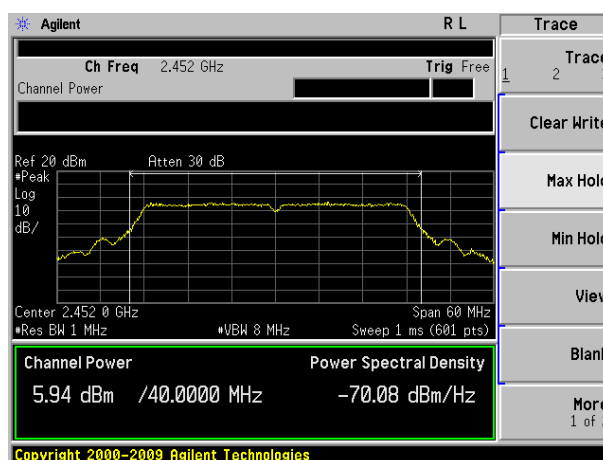 Agilent R L Trace
Ch Freq 2.452 GHz Trig Free
Channel Power
Trace
1 2
Clear Write
Max Hold
Min Hold
View
Blank
More
1 of
Ref 20 dBm Atten 30 dB
#Peak
Log
10
dB/
Center 2.452 0 GHz Span 60 MHz
#Res BW 1 MHz #VBW 8 MHz Sweep 1 ms (601 pts)
Channel Power Power Spectral Density
5.94 dBm /40.0000 MHz -70.08 dBm/Hz
Copyright 2000-2009 Agilent Technologies